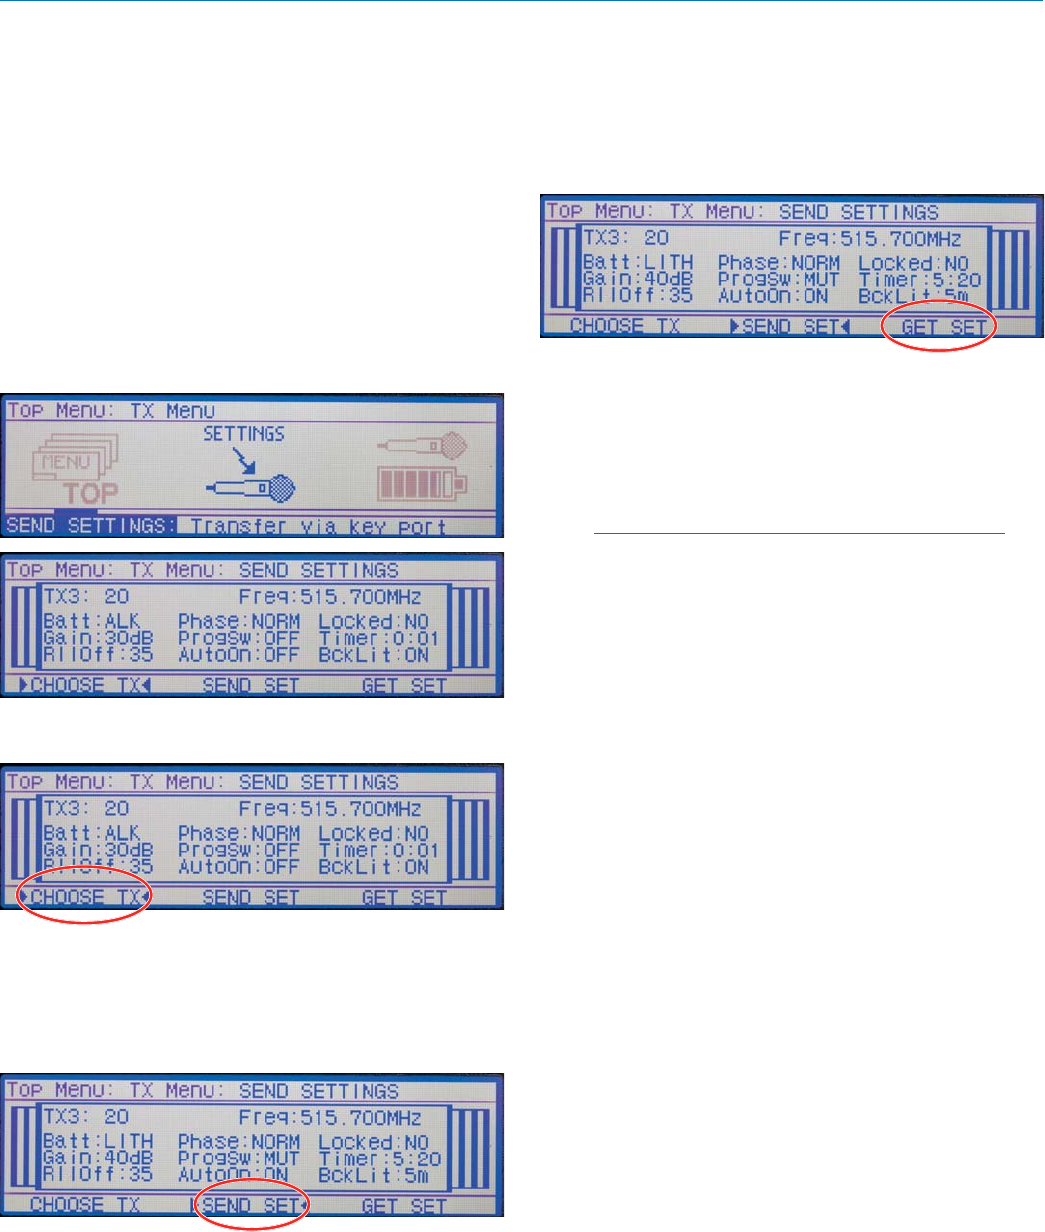 Top Menu: TX Menu
SETTINGS
MENU
TOP
SEND SETTINGS: Transfer via key port
Top Menu: TX Menu: SEND SETTINGS
TX3: 20 Freq:515.700MHz
Batt:ALK Phase:NORM Locked:NO
Gain:30dB ProgSw:OFF Timer:0:01
RllOff:35 AutoOn:OFF BckLit:ON
CHOOSE TX SEND SET GET SET
Top Menu: TX Menu: SEND SETTINGS
TX3: 20 Freq:515.700MHz
Batt:ALK Phase:NORM Locked:NO
Gain:30dB ProgSw:OFF Timer:0:01
RllOff:35 AutoOn:OFF BckLit:ON
CHOOSE TX SEND SET GET SET
Top Menu: TX Menu: SEND SETTINGS
TX3: 20 Freq:515.700MHz
Batt:LITH Phase:NORM Locked:NO
Gain:40dB ProgSw:MUT Timer:5:20
RllOff:35 AutoOn:ON BckLit:5m
CHOOSE TX SEND SET GET SET
Top Menu: TX Menu: SEND SETTINGS
TX3: 20 Freq:515.700MHz
Batt:LITH Phase:NORM Locked:NO
Gain:40dB ProgSw:MUT Timer:5:20
RllOff:35 AutoOn:ON BckLit:5m
CHOOSE TX SEND SET GET SET